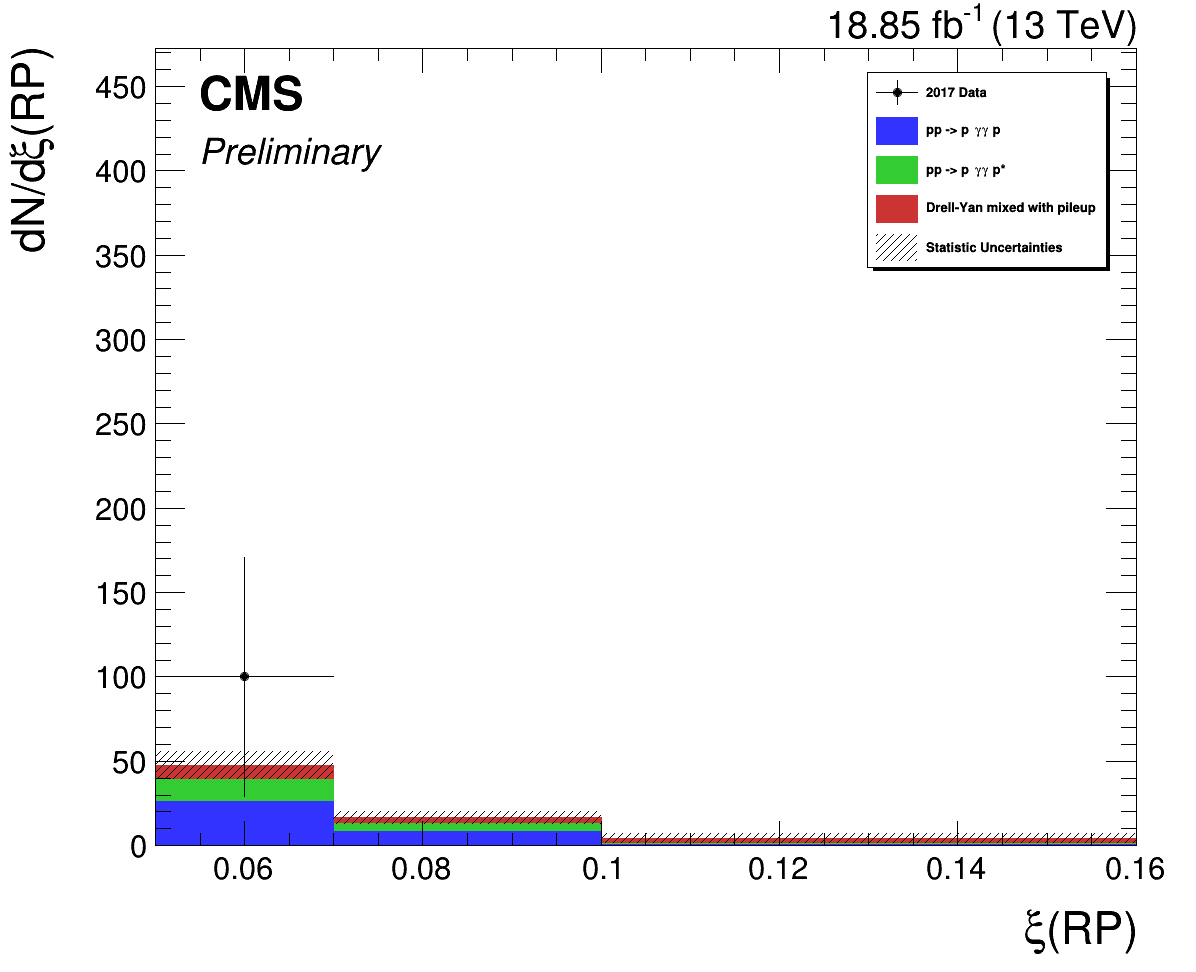 18.85 fb⁻¹ (13 TeV)
dN/dξ(RP)
CMS
Preliminary
2017 Data
pp -> p γγ p
pp -> p γγ p*
Drell-Yan mixed with pileup
Statistic Uncertainties
450
400
350
300
250
200
150
100
50
0
0.06 0.08 0.1 0.12 0.14 0.16
ξ(RP)